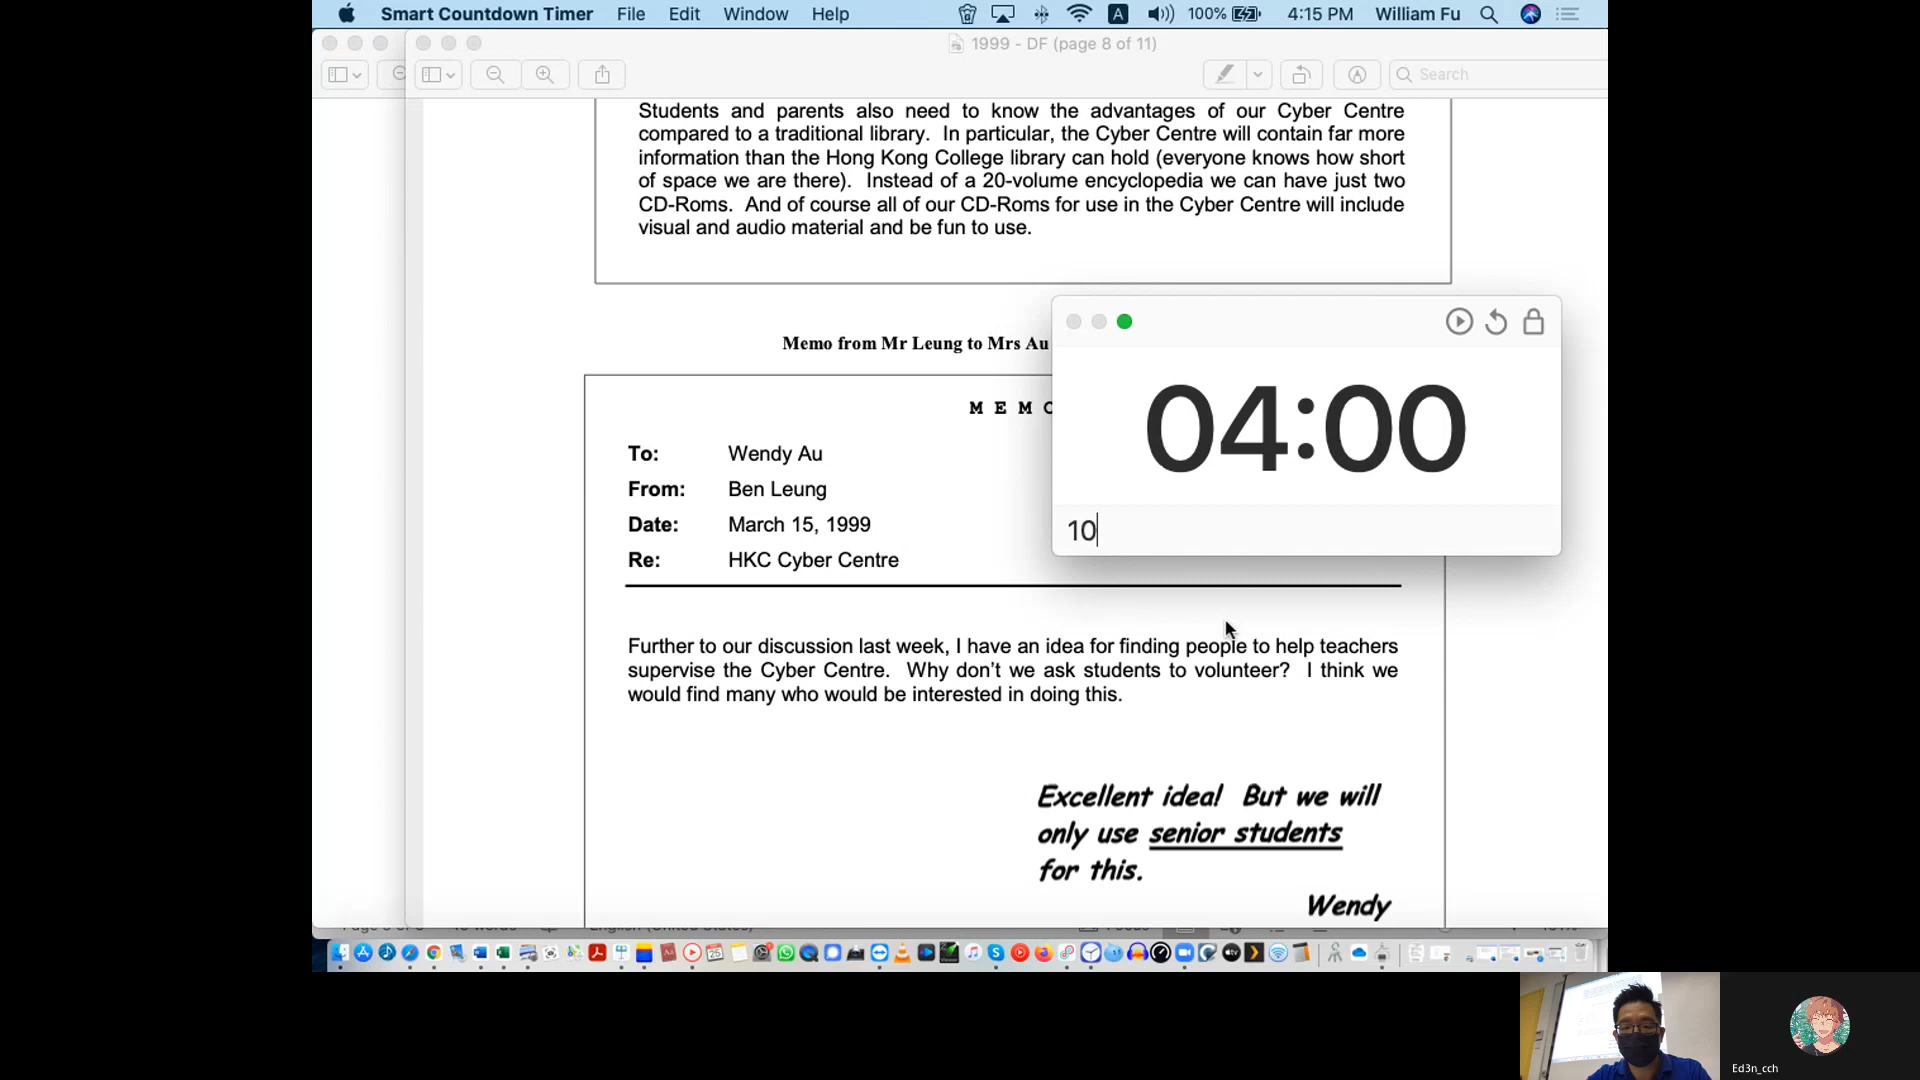 Smart Countdown Timer File Edit Window Help A 100% 4:15 PM William Fu
1999 - DF (page 8 of 11)
Search
Students and parents also need to know the advantages of our Cyber Centre
compared to a traditional library. In particular, the Cyber Centre will contain far more
information than the Hong Kong College library can hold (everyone knows how short
of space we are there). Instead of a 20-volume encyclopedia we can have just two
CD-Roms. And of course all of our CD-Roms for use in the Cyber Centre will include
visual and audio material and be fun to use.
Memo from Mr Leung to Mrs Au
M E M O
04:00
10
To: Wendy Au
From: Ben Leung
Date: March 15, 1999
Re: HKC Cyber Centre
Further to our discussion last week, I have an idea for finding people to help teachers
supervise the Cyber Centre. Why don't we ask students to volunteer? I think we
would find many who would be interested in doing this.
Excellent idea! But we will
only use senior students
for this.
Wendy
Ed3n_cch